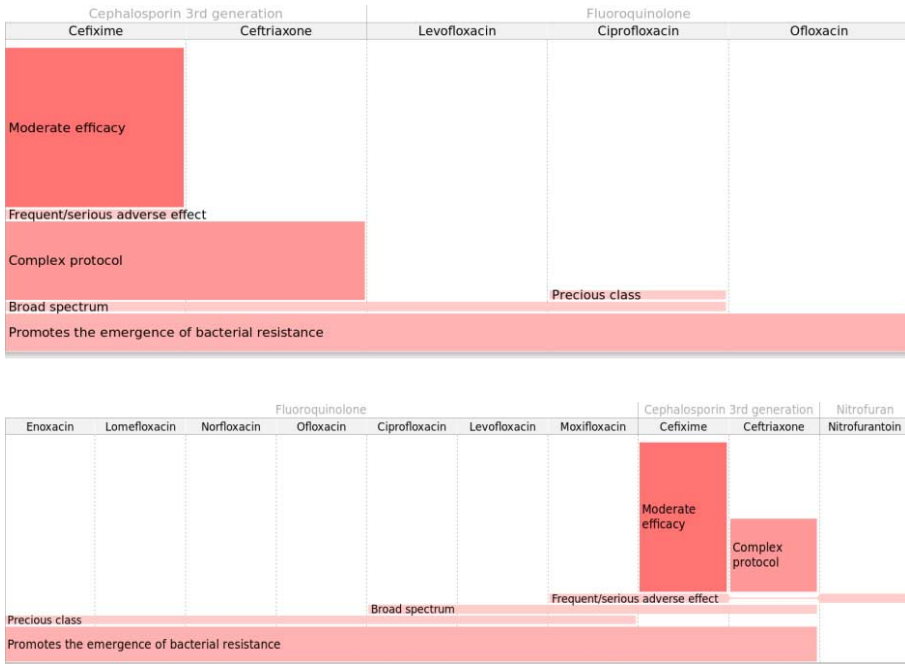 Cephalosporin 3rd generation Fluoroquinolone
Cefixime Ceftriaxone Levofloxacin Ciprofloxacin Ofloxacin
Moderate efficacy
Frequent/serious adverse effect
Complex protocol
Precious class
Broad spectrum
Promotes the emergence of bacterial resistance
Fluoroquinolone Cephalosporin 3rd generation Nitrofuran
Enoxacin Lomefloxacin Norfloxacin Ofloxacin Ciprofloxacin Levofloxacin Moxifloxacin Cefixime Ceftriaxone Nitrofurantoin
Moderate
efficacy
Complex
protocol
Frequent/serious adverse effect
Broad spectrum
Precious class
Promotes the emergence of bacterial resistance